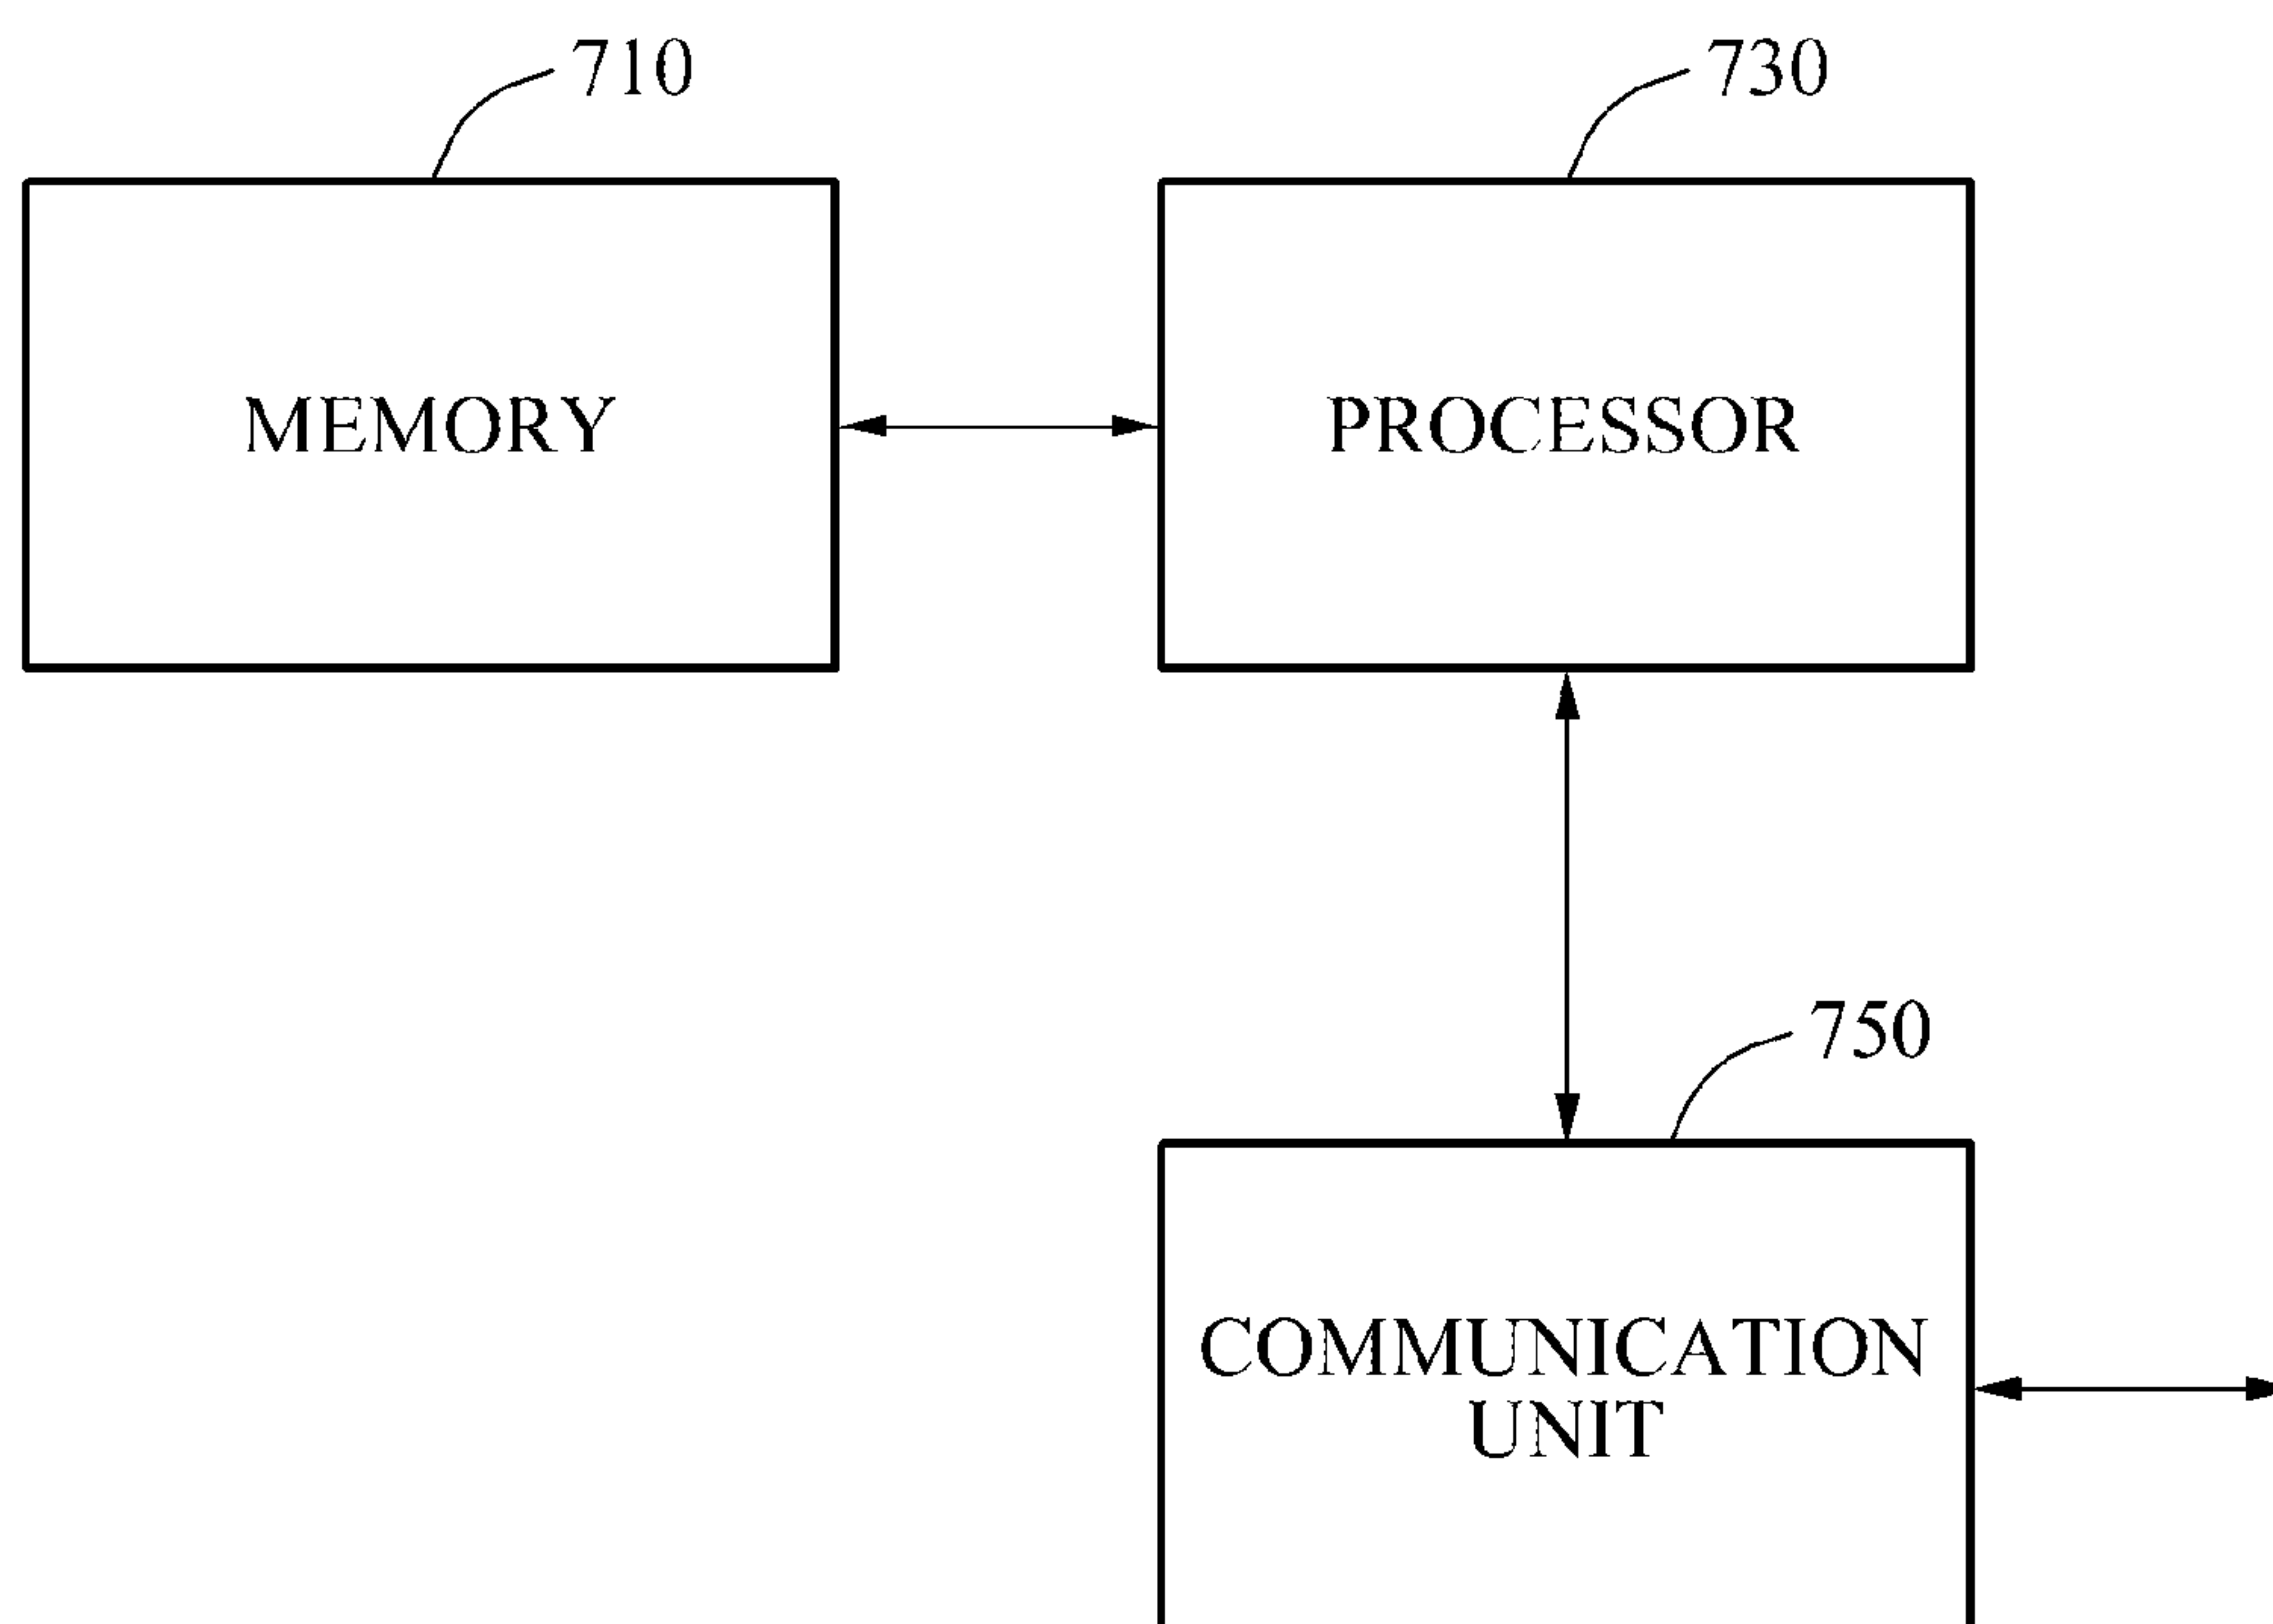 710
730
MEMORY
PROCESSOR
750
COMMUNICATION
UNIT